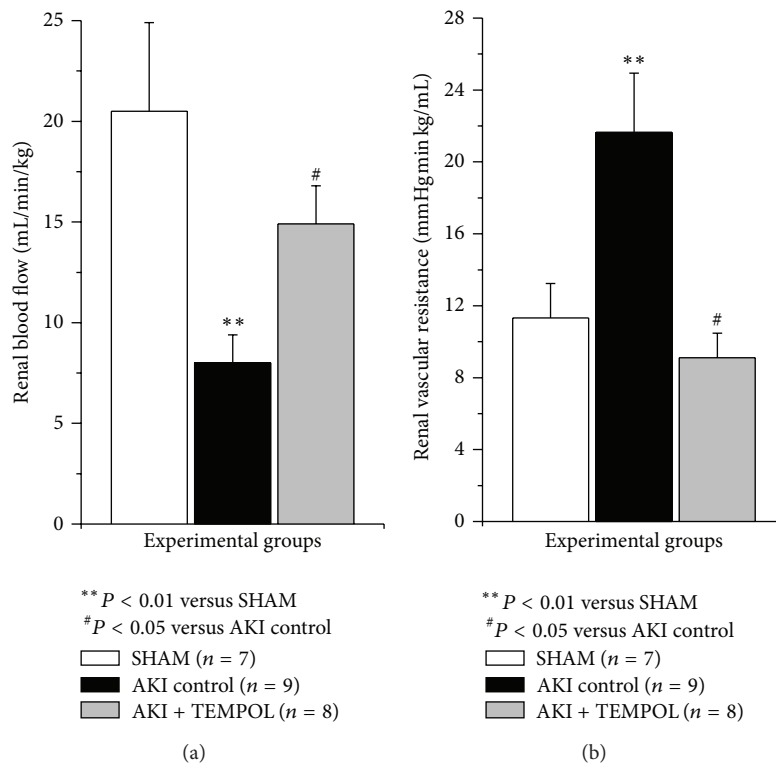 Renal blood flow (mL/min/kg)
25
20
15
10
5
0
**
#
Experimental groups
**P < 0.01 versus SHAM
#P < 0.05 versus AKI control
SHAM (n = 7)
AKI control (n = 9)
AKI + TEMPOL (n = 8)
(a)
Renal vascular resistance (mmHg min kg/mL)
28
24
22
12
8
4
0
**
#
Experimental groups
**P < 0.01 versus SHAM
#P < 0.05 versus AKI control
SHAM (n = 7)
AKI control (n = 9)
AKI + TEMPOL (n = 8)
(b)